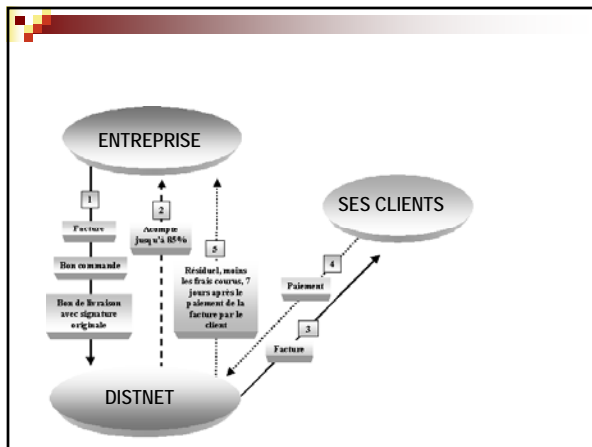 ENTREPRISE
1
Facture
Bon commande
Bon de livraison
avec signature
originale
2
Acompte
jusqu'à 85%
5
Résiduel, moins
les frais courus, 7
jours après le
paiement de la
facture par le
client
SES CLIENTS
4
Paiement
3
Facture
DISTNET